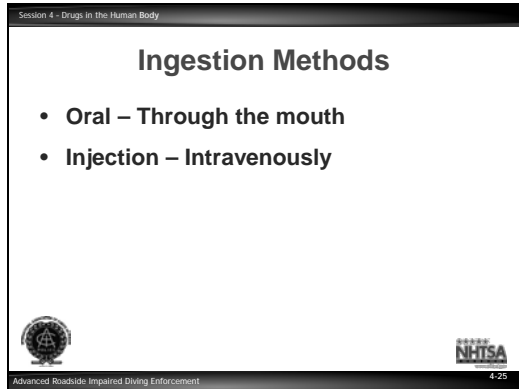 Session 4 - Drugs in the Human Body
Ingestion Methods
• Oral – Through the mouth
• Injection – Intravenously
NHTSA
Advanced Roadside Impaired Diving Enforcement
4-25